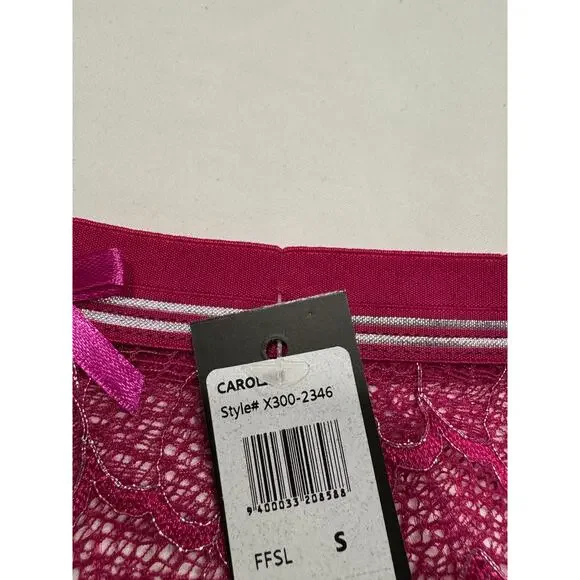 CAROL
Style# X300-2346
9 400033 208588
FFSL S